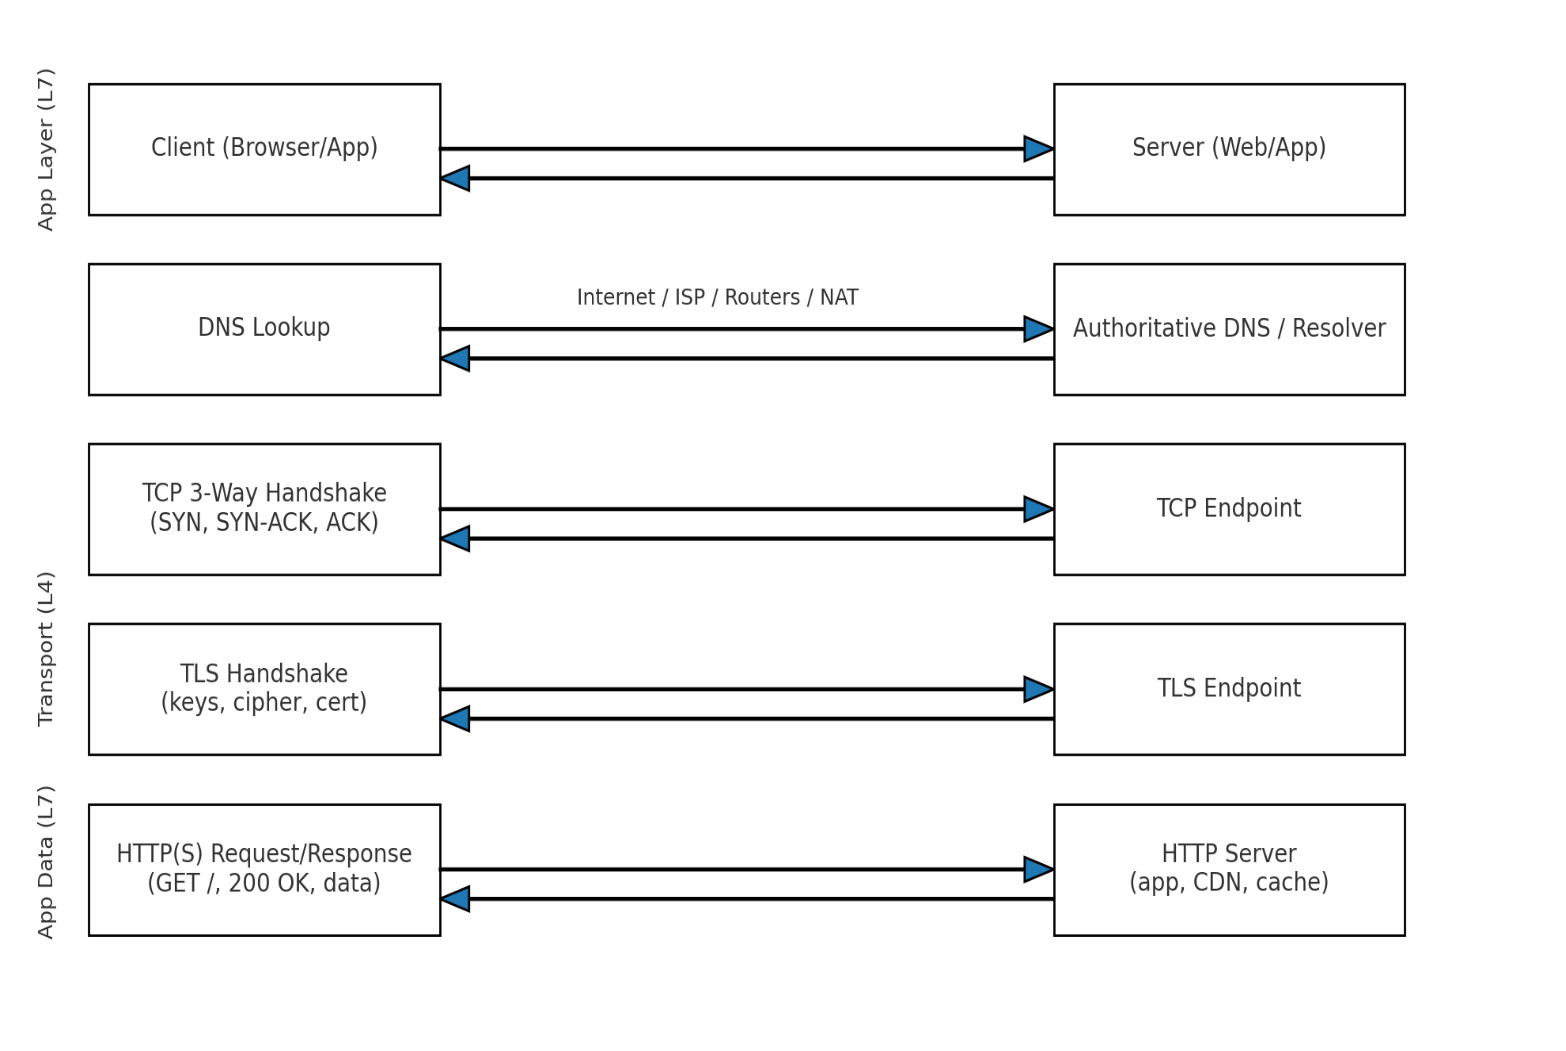 App Layer (L7)
Client (Browser/App)
Server (Web/App)
DNS Lookup
Internet / ISP / Routers / NAT
Authoritative DNS / Resolver
TCP 3-Way Handshake
(SYN, SYN-ACK, ACK)
TCP Endpoint
Transport (L4)
TLS Handshake
(keys, cipher, cert)
TLS Endpoint
App Data (L7)
HTTP(S) Request/Response
(GET /, 200 OK, data)
HTTP Server
(app, CDN, cache)